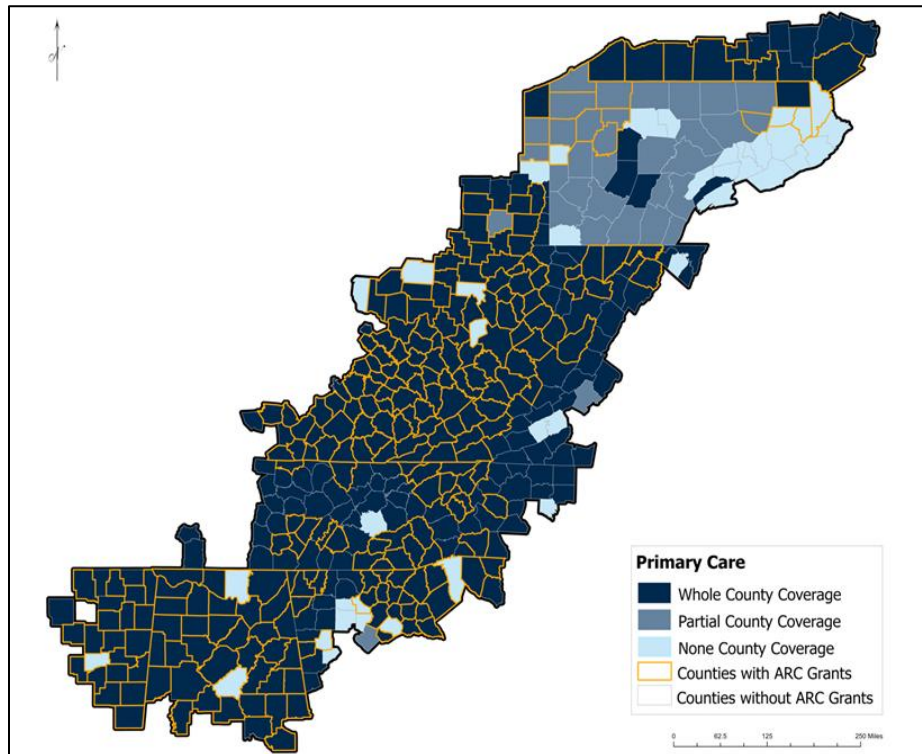 N
Primary Care
Whole County Coverage
Partial County Coverage
None County Coverage
Counties with ARC Grants
Counties without ARC Grants
0 62.5 125 250 Miles